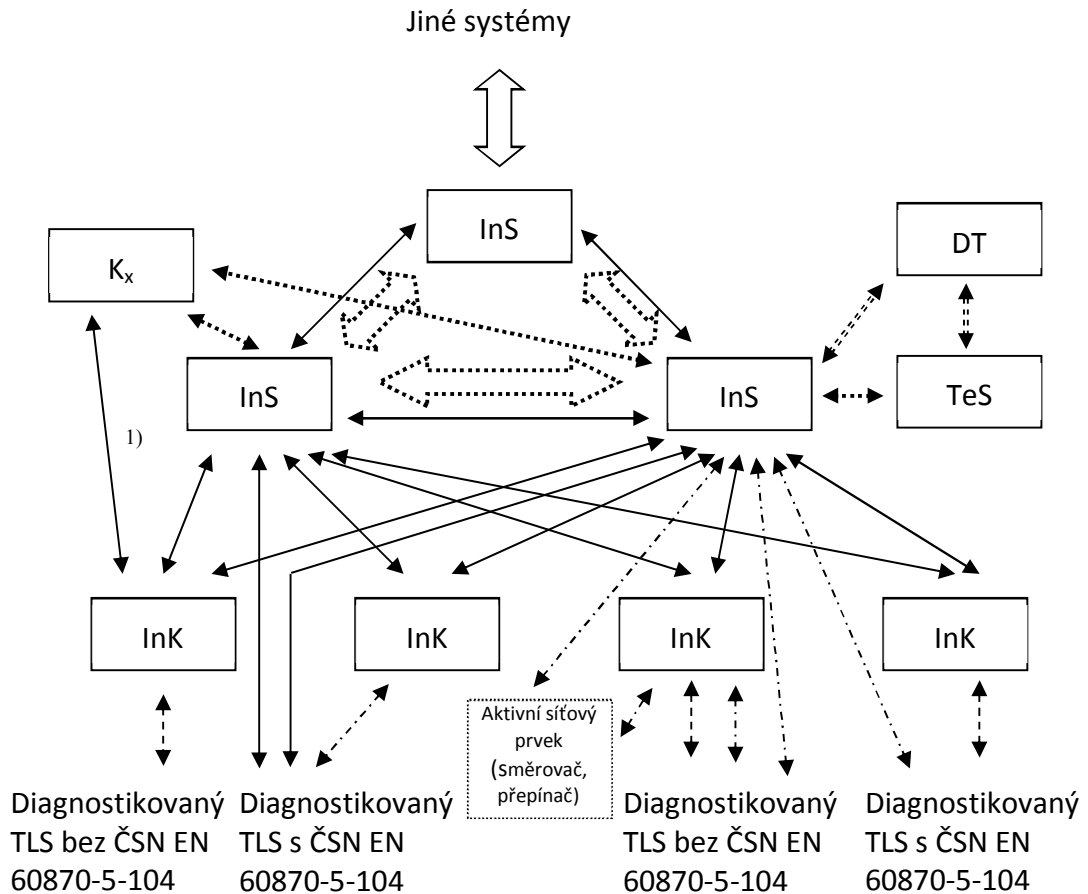 Jiné systémy
InS
DT
Kx
InS
InS
TeS
1)
InK
InK
InK
InK
Aktivní síťový
prvek
(směrovač,
přepínač)
Diagnostikovaný
TLS bez ČSN EN
60870-5-104
Diagnostikovaný
TLS s ČSN EN
60870-5-104
Diagnostikovaný
TLS bez ČSN EN
60870-5-104
Diagnostikovaný
TLS s ČSN EN
60870-5-104